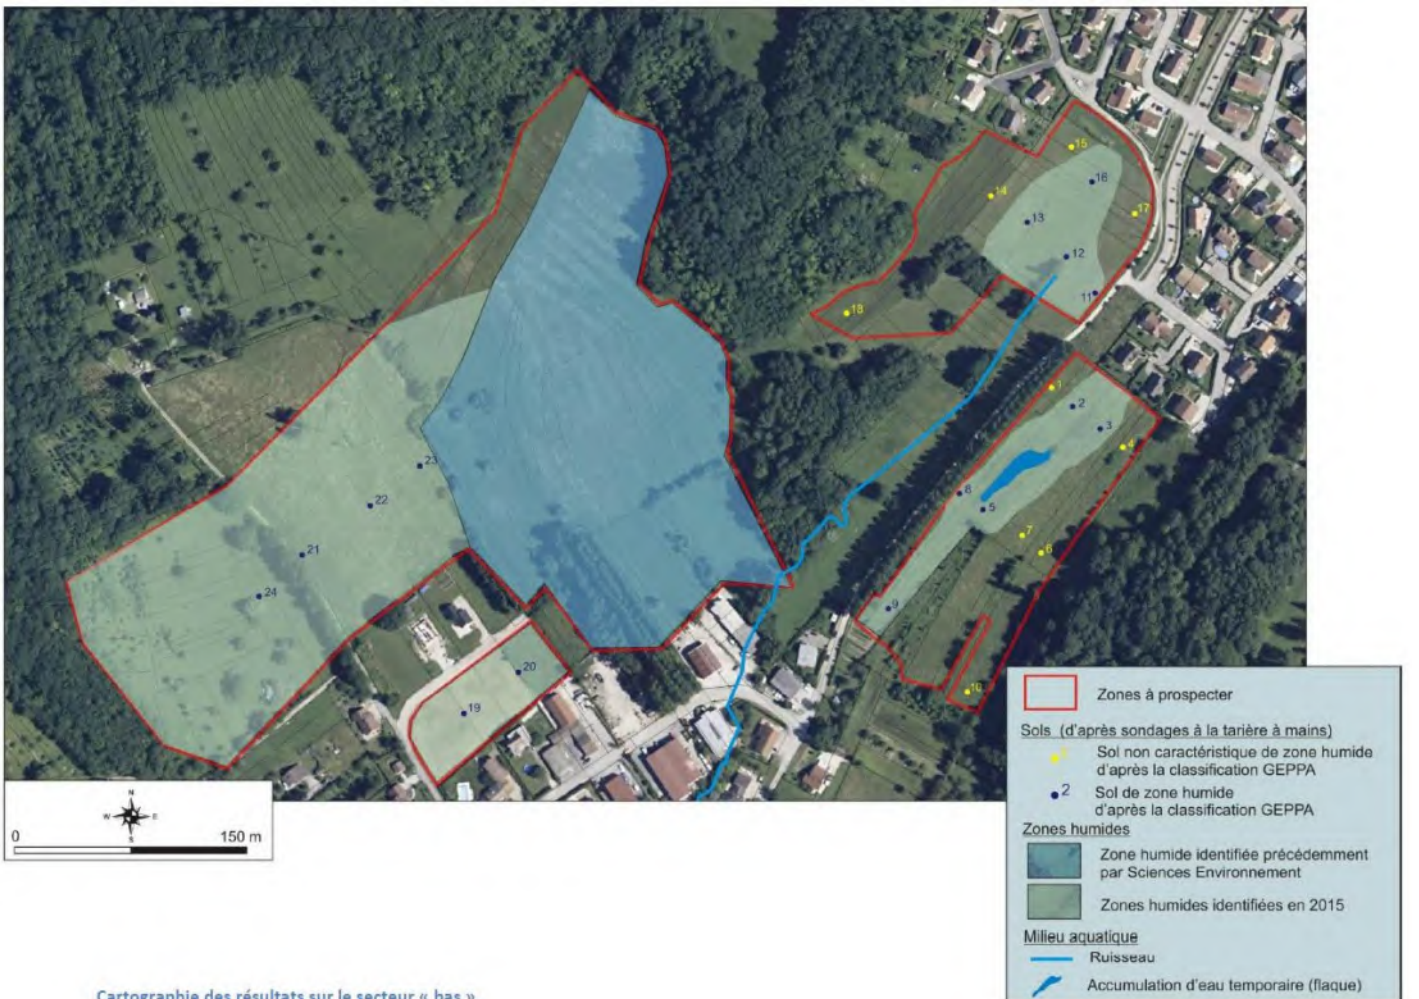 15
16
14
17
13
12
11
18
1
2
3
4
23
8
22
5
7
6
21
24
9
20
10
19
N
W E
S
0 150 m
Zones à prospecter
Sols (d'après sondages à la tarière à mains)
1 Sol non caractéristique de zone humide
d'après la classification GEPPA
2 Sol de zone humide
d'après la classification GEPPA
Zones humides
Zone humide identifiée précédemment
par Sciences Environnement
Zones humides identifiées en 2015
Milieu aquatique
Ruisseau
Accumulation d'eau temporaire (flaque)
Cartographie des résultats sur le secteur « bas »